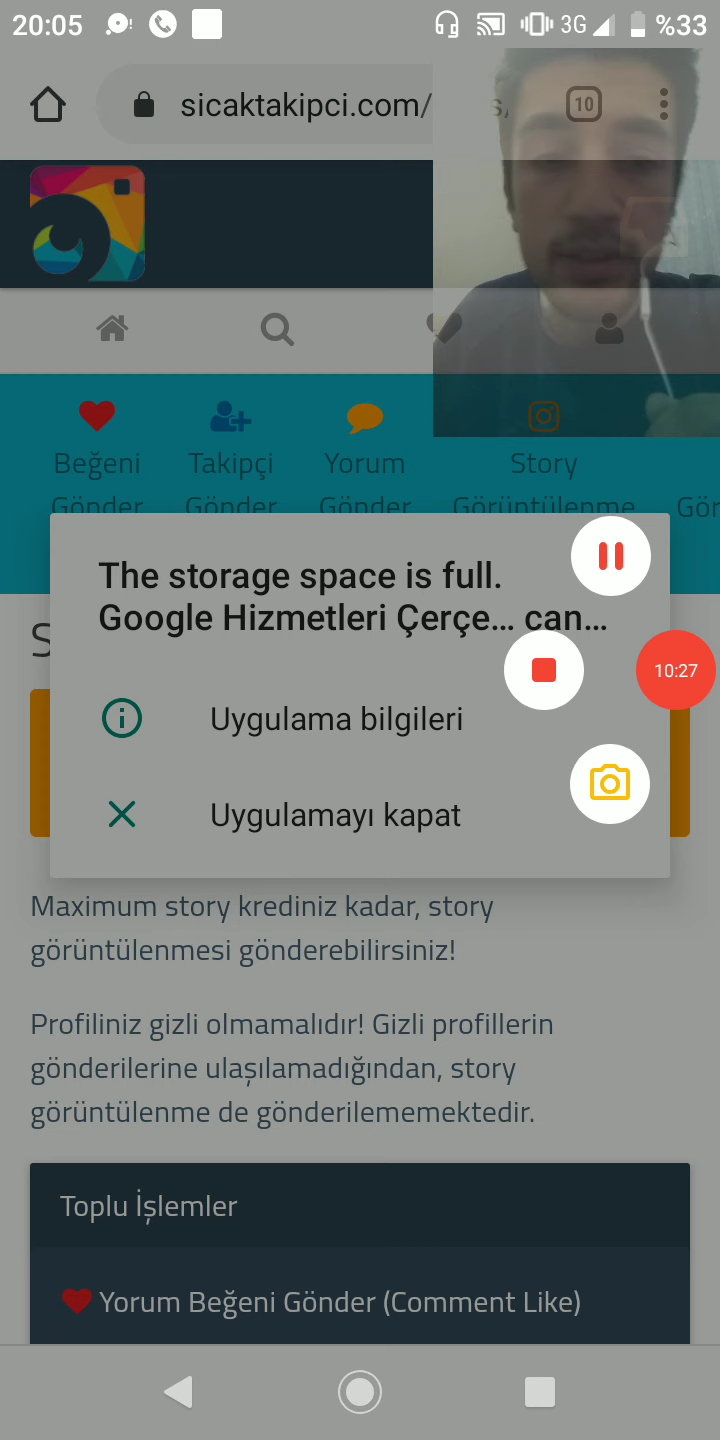 20:05
3G
%33
sicaktakipci.com/
10
Beğeni
Gönder
Takipçi
Gönder
Yorum
Gönder
Story
Görüntülenme
Gör
The storage space is full.
Google Hizmetleri Çerçe... can...
10:27
Uygulama bilgileri
Uygulamayı kapat
Maximum story krediniz kadar, story
görüntülenmesi gönderebilirsiniz!
Profiliniz gizli olmamalıdır! Gizli profillerin
gönderilerine ulaşılamadığından, story
görüntülenme de gönderilememektedir.
Toplu İşlemler
Yorum Beğeni Gönder (Comment Like)